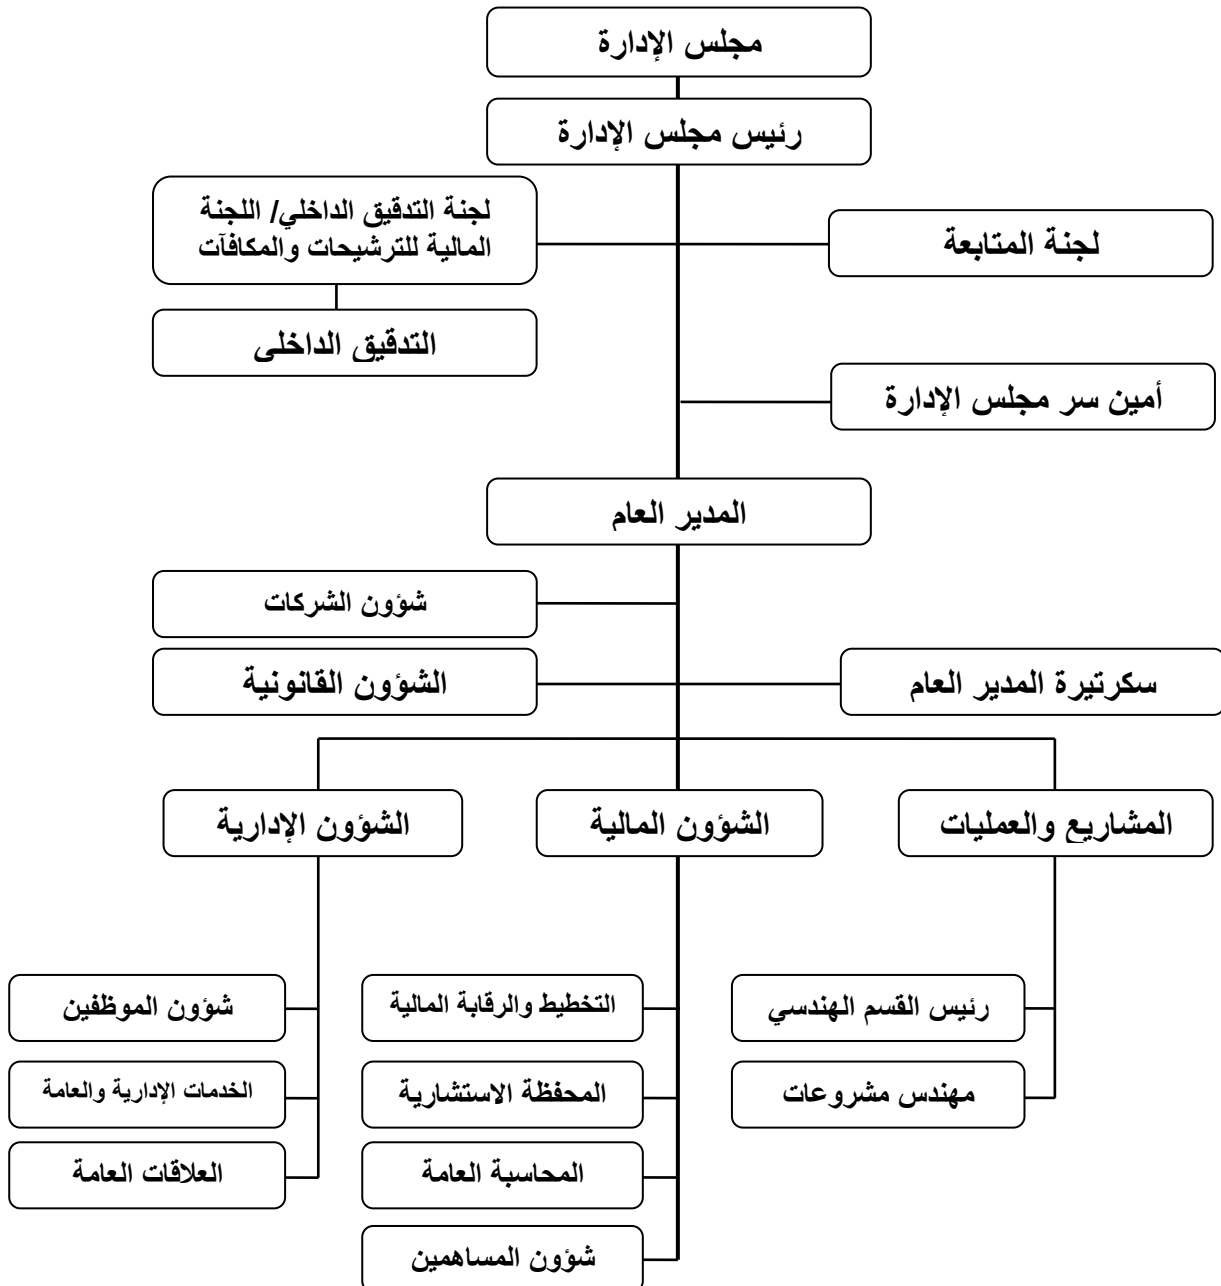 مجلس الإدارة
رئيس مجلس الإدارة
لجنة التدقيق الداخلي/ اللجنة
المالية للترشيحات والمكافآت
لجنة المتابعة
التدقيق الداخلي
أمين سر مجلس الإدارة
المدير العام
شؤون الشركات
الشؤون القانونية
سكرتيرة المدير العام
المشاريع والعمليات
الشؤون المالية
الشؤون الإدارية
رئيس القسم الهندسي
التخطيط والرقابة المالية
شؤون الموظفين
مهندس مشروعات
المحفظة الاستشارية
الخدمات الإدارية والعامة
المحاسبة العامة
العلاقات العامة
شؤون المساهمين